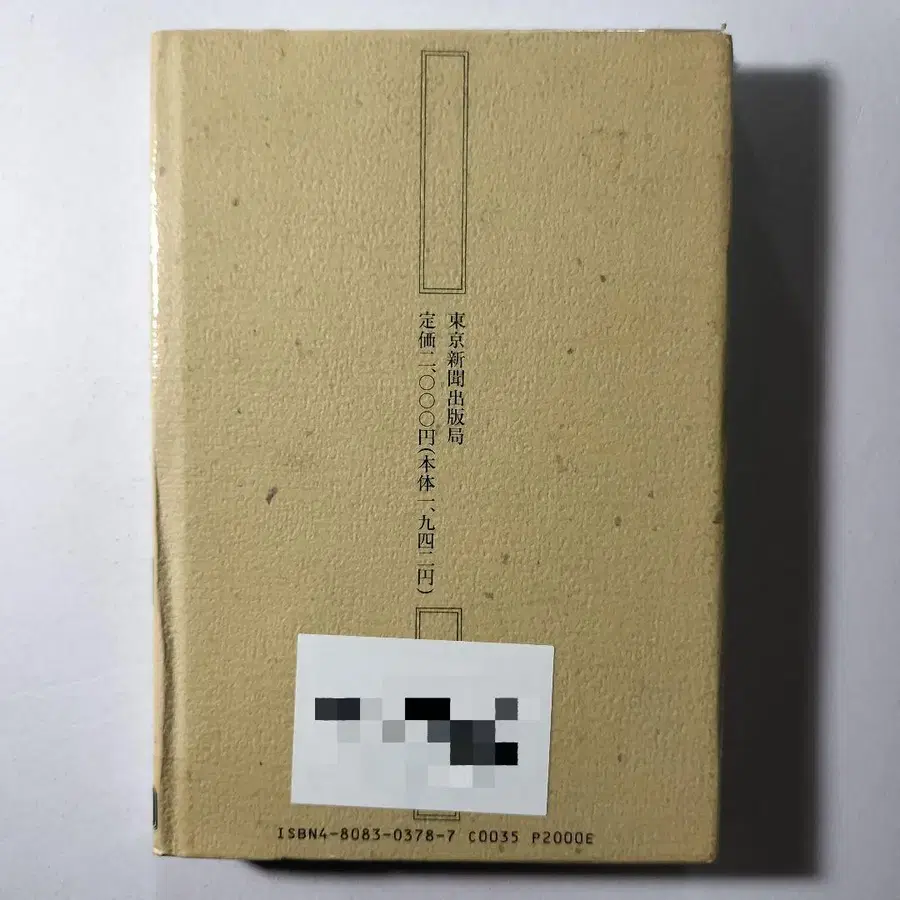 東京新聞出版局
定価二、〇〇〇円(本体一、九四二円)
ISBN4-8083-0378-7 C0035 P2000E